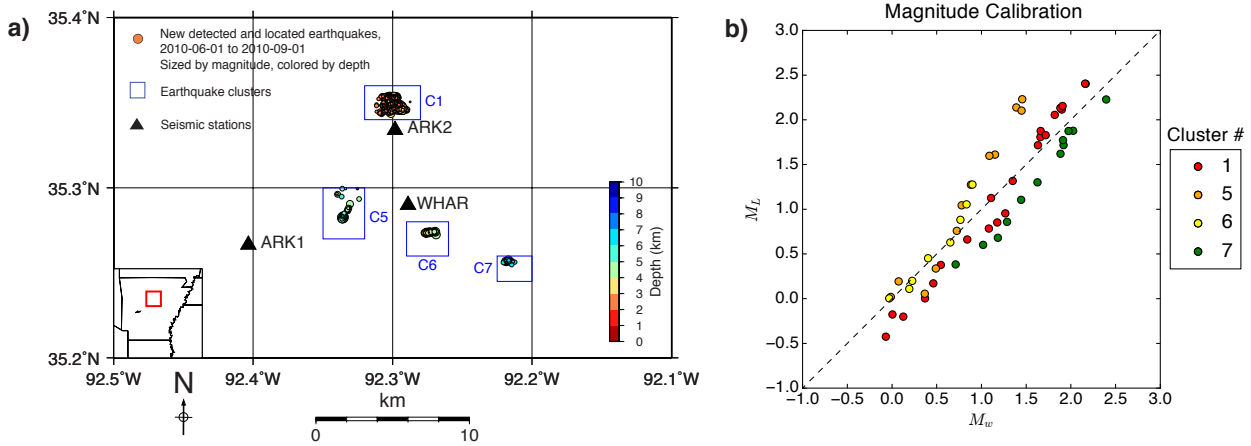 a)
35.4°N
35.3°N
35.2°N
92.5°W
92.4°W
92.3°W
92.2°W
92.1°W
New detected and located earthquakes,
2010-06-01 to 2010-09-01
Sized by magnitude, colored by depth
Earthquake clusters
Seismic stations
C1
ARK2
C5
WHAR
ARK1
C6
C7
Depth (km)
10
9
8
7
6
5
4
3
2
1
0
N
km
0
10
b)
Magnitude Calibration
M_L
3.0
2.5
2.0
1.5
1.0
0.5
0.0
−0.5
−1.0
−1.0
−0.5
0.0
0.5
1.0
1.5
2.0
2.5
3.0
M_w
Cluster #
1
5
6
7